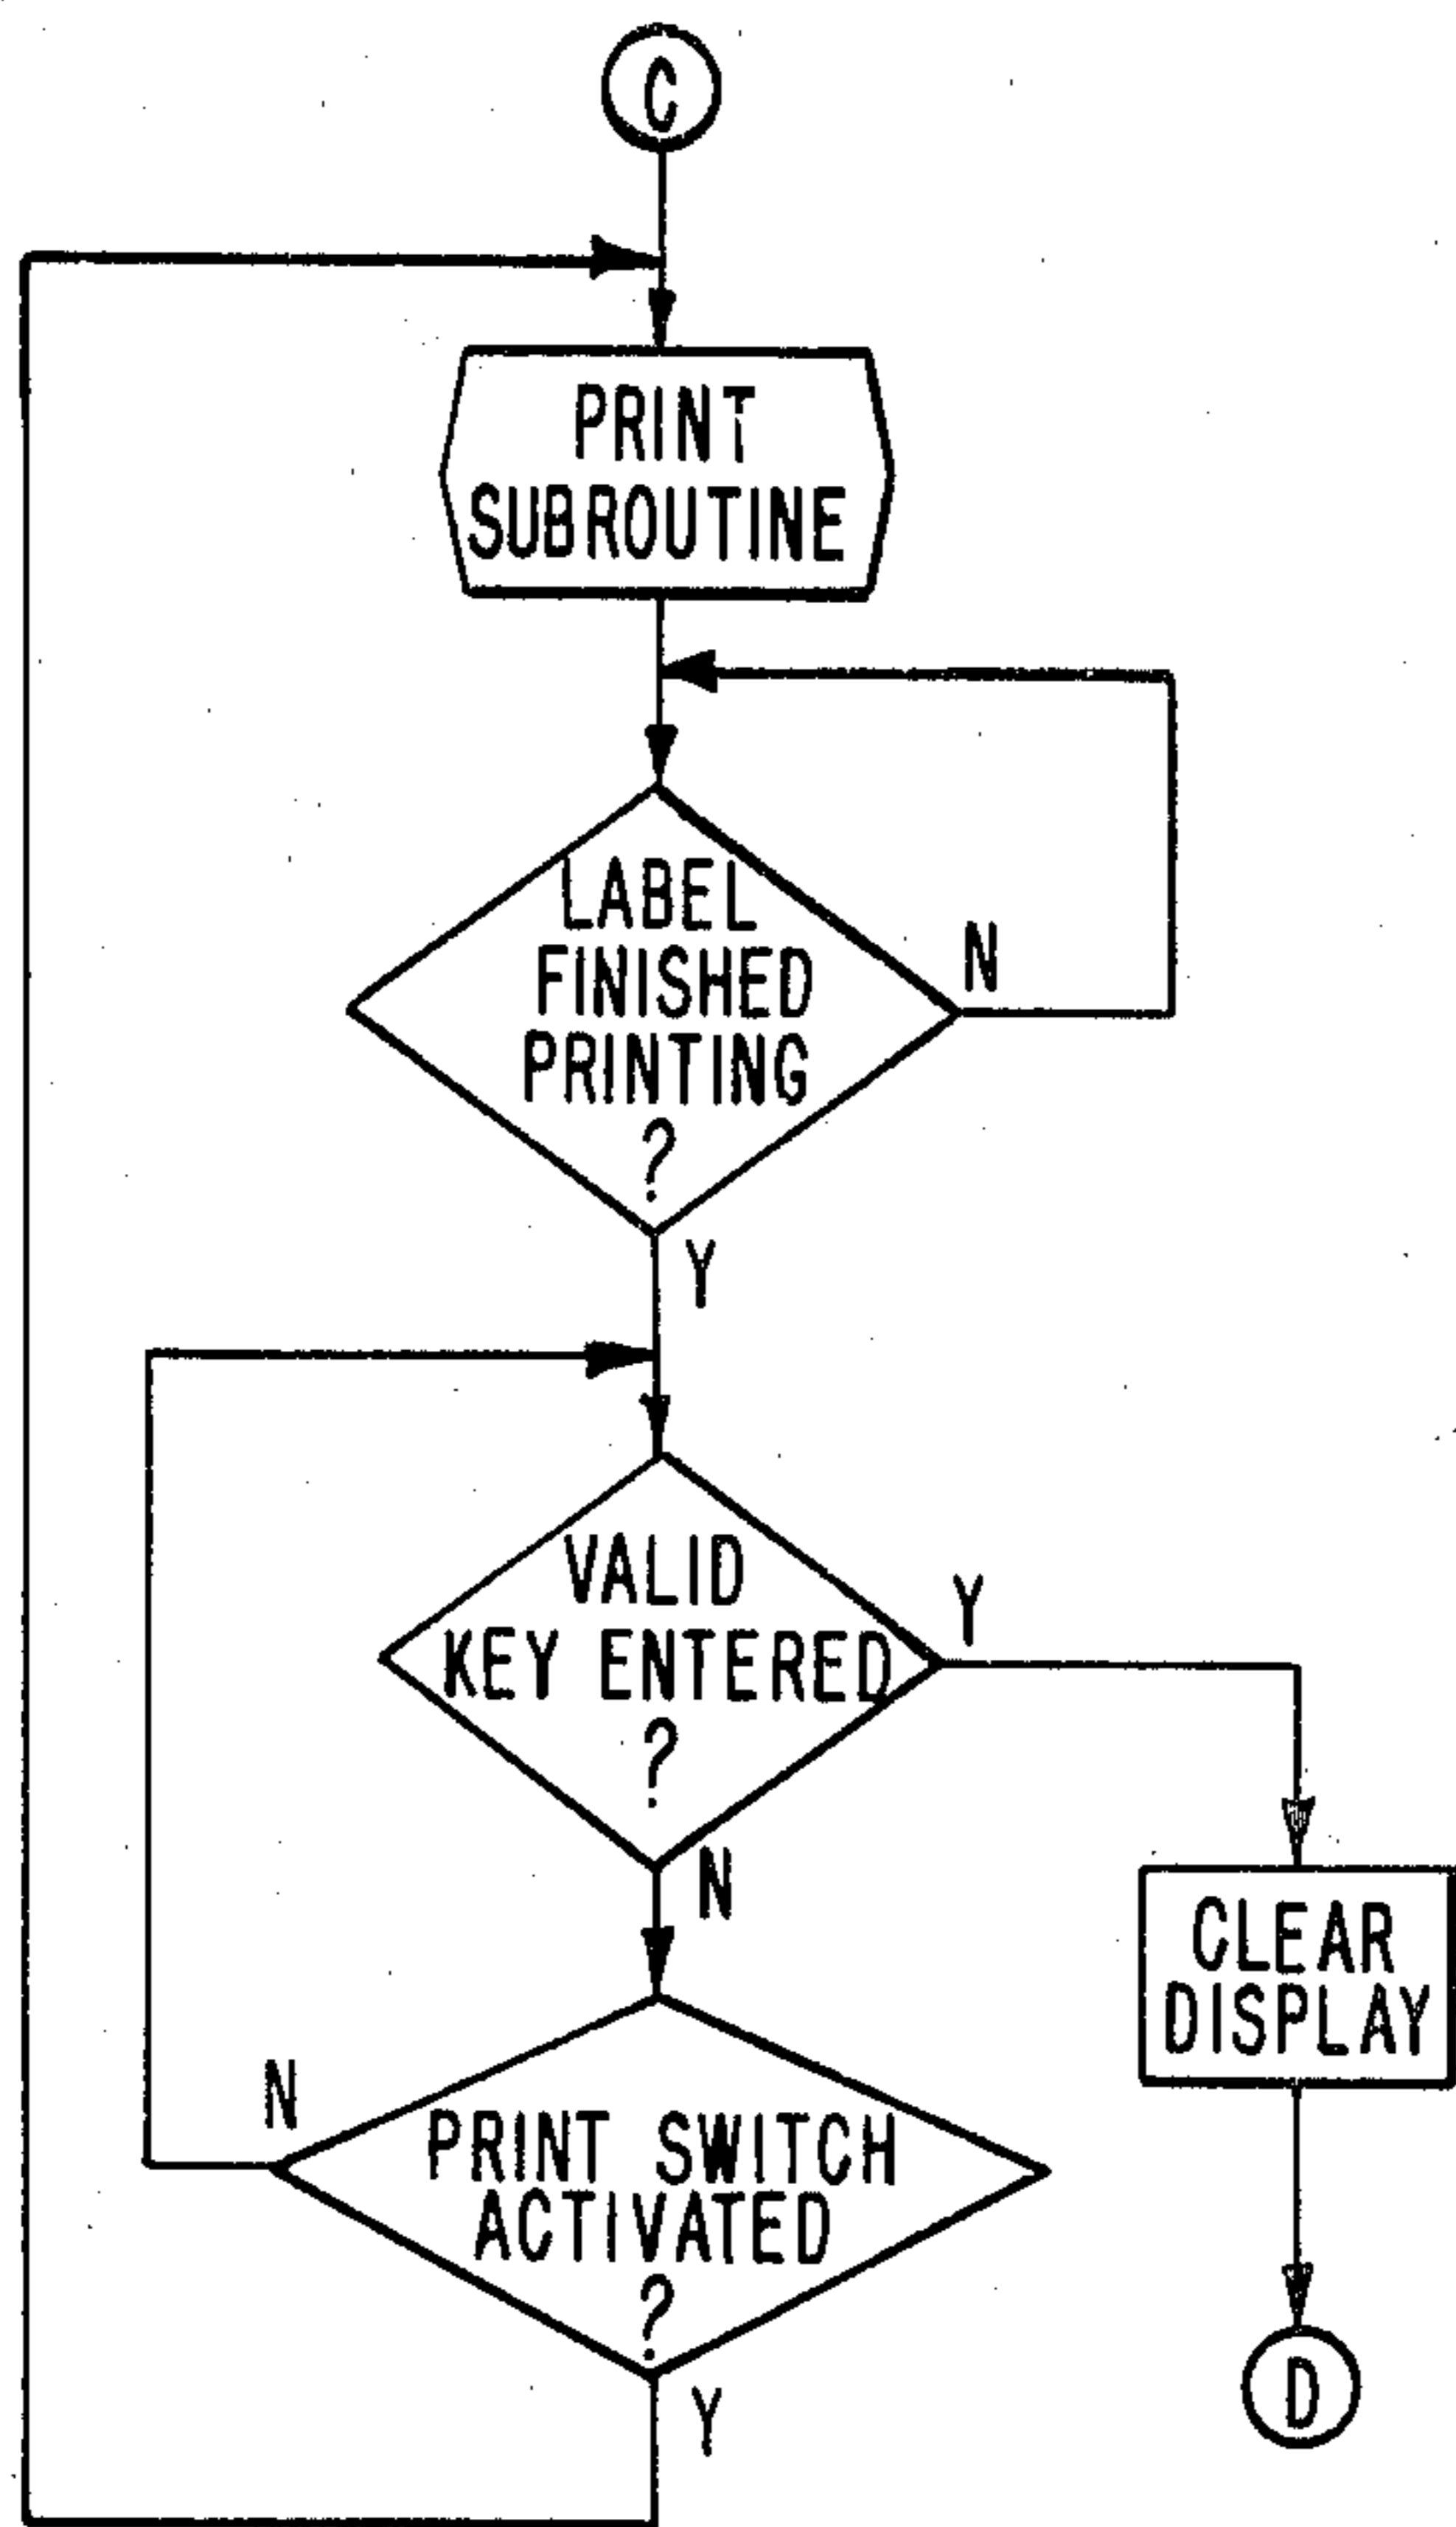 C
PRINT
SUBROUTINE
LABEL
FINISHED
PRINTING
?
N
Y
VALID
KEY ENTERED
?
Y
N
CLEAR
DISPLAY
N
PRINT SWITCH
ACTIVATED
?
Y
D